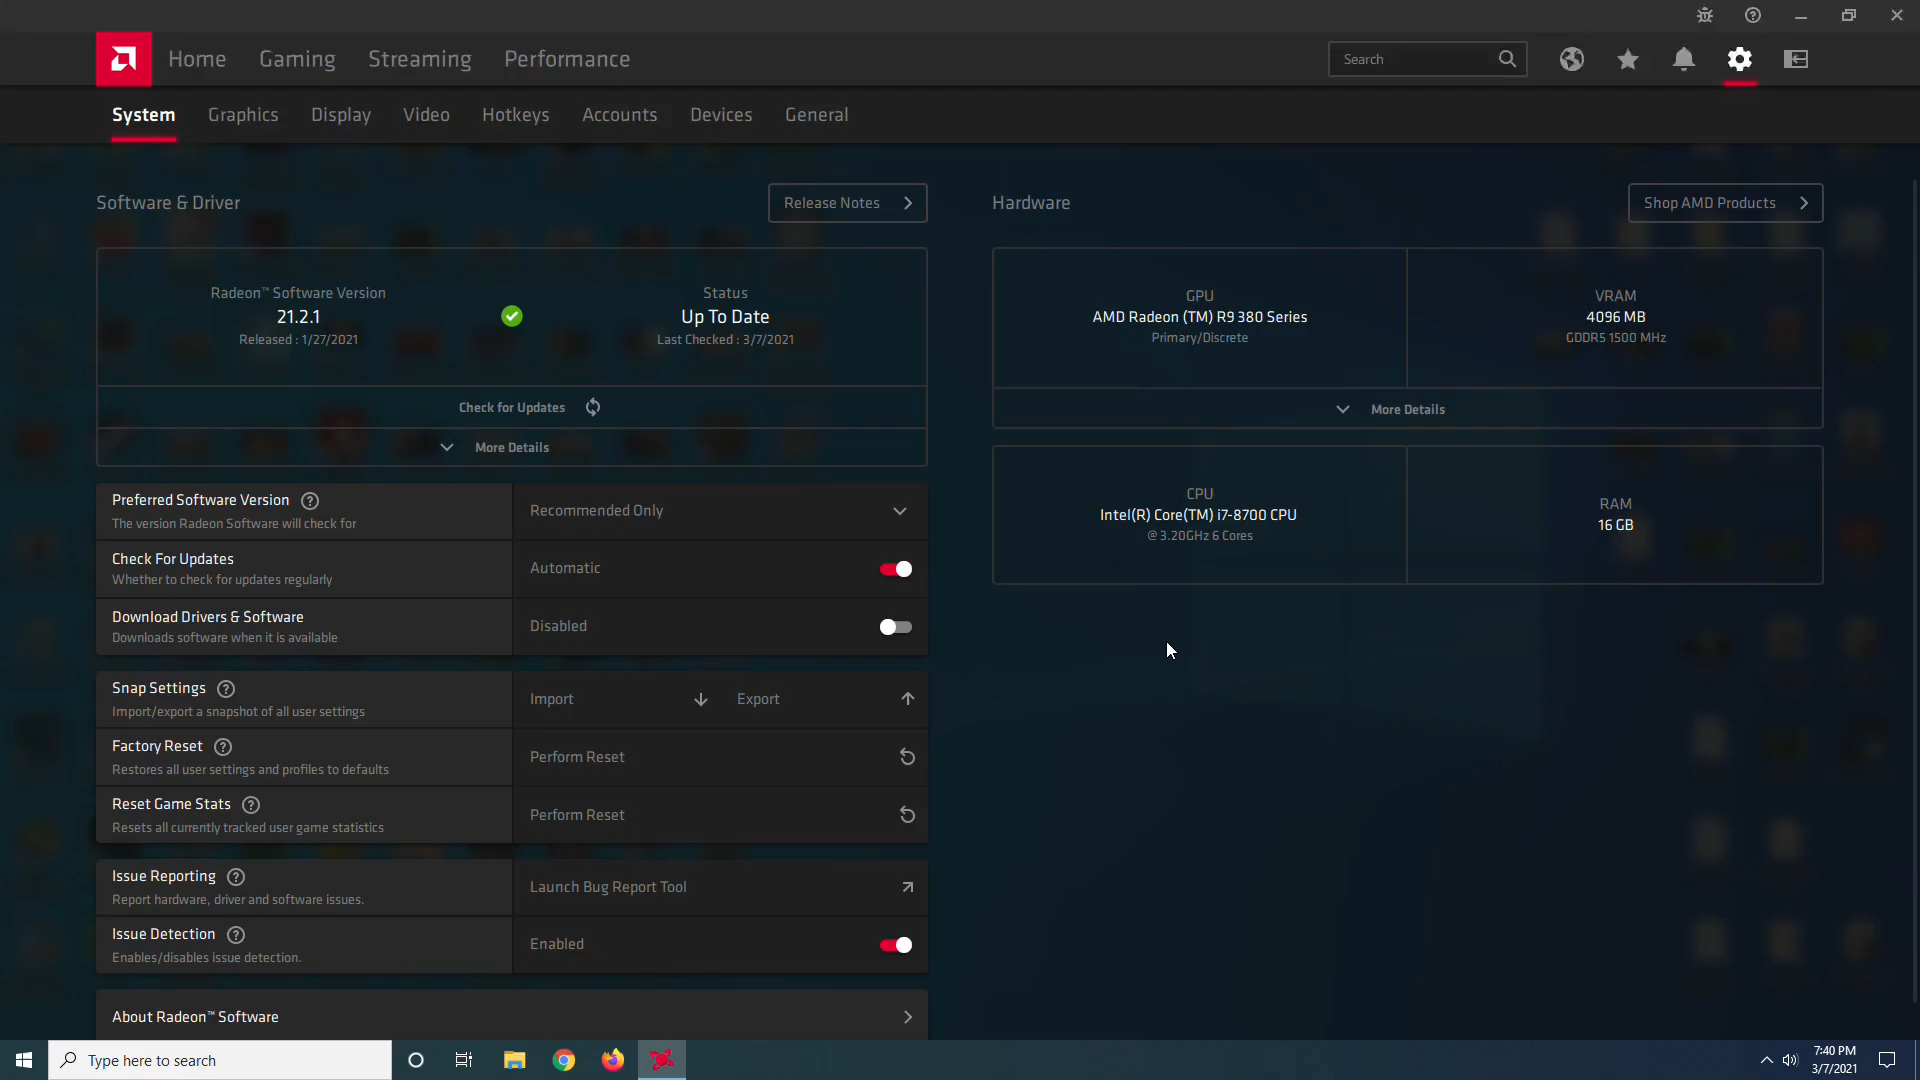 Home Gaming Streaming Performance
Search
System Graphics Display Video Hotkeys Accounts Devices General
Software & Driver
Release Notes
Radeon™ Software Version
21.2.1
Released : 1/27/2021
Status
Up To Date
Last Checked : 3/7/2021
Check for Updates
More Details
Preferred Software Version
The version Radeon Software will check for
Recommended Only
Check For Updates
Whether to check for updates regularly
Automatic
Download Drivers & Software
Downloads software when it is available
Disabled
Snap Settings
Import/export a snapshot of all user settings
Import
Export
Factory Reset
Restores all user settings and profiles to defaults
Perform Reset
Reset Game Stats
Resets all currently tracked user game statistics
Perform Reset
Issue Reporting
Report hardware, driver and software issues.
Launch Bug Report Tool
Issue Detection
Enables/disables issue detection.
Enabled
About Radeon™ Software
Hardware
Shop AMD Products
GPU
AMD Radeon (TM) R9 380 Series
Primary/Discrete
VRAM
4096 MB
GDDR5 1500 MHz
More Details
CPU
Intel(R) Core(TM) i7-8700 CPU
@ 3.20GHz 6 Cores
RAM
16 GB
Type here to search
7:40 PM
3/7/2021